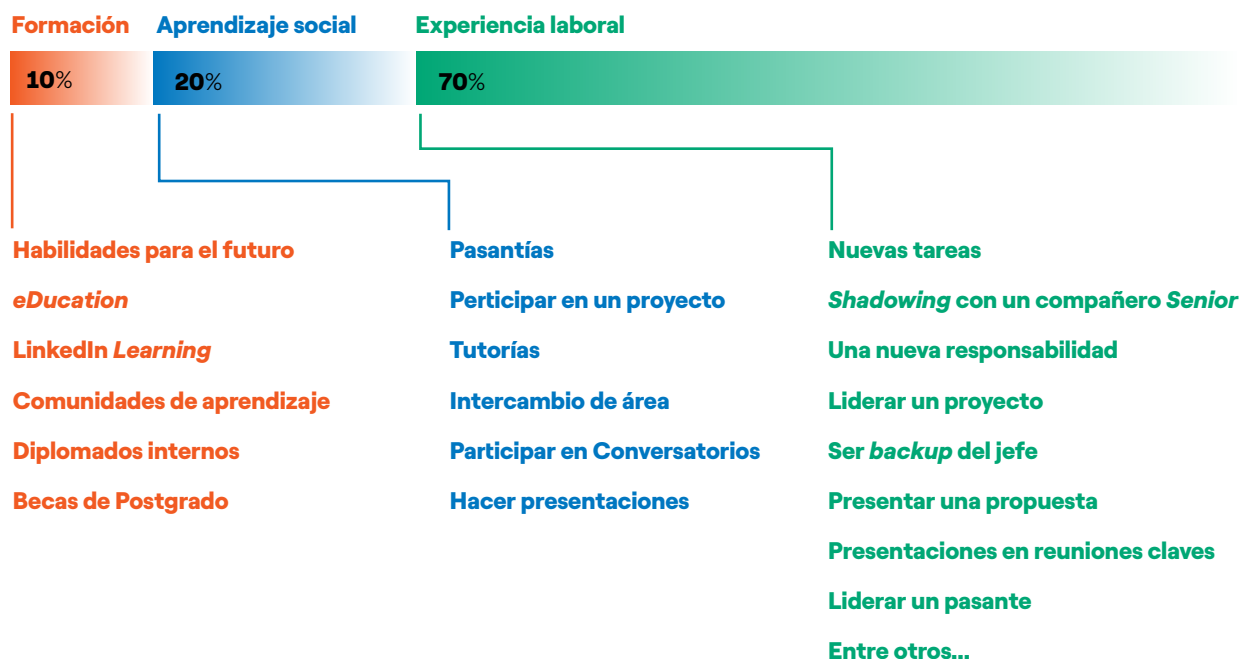 Formación
Aprendizaje social
Experiencia laboral
10%
20%
70%
Habilidades para el futuro
eDucation
LinkedIn Learning
Comunidades de aprendizaje
Diplomados internos
Becas de Postgrado
Pasantías
Perticipar en un proyecto
Tutorías
Intercambio de área
Participar en Conversatorios
Hacer presentaciones
Nuevas tareas
Shadowing con un compañero Senior
Una nueva responsabilidad
Liderar un proyecto
Ser backup del jefe
Presentar una propuesta
Presentaciones en reuniones claves
Liderar un pasante
Entre otros...